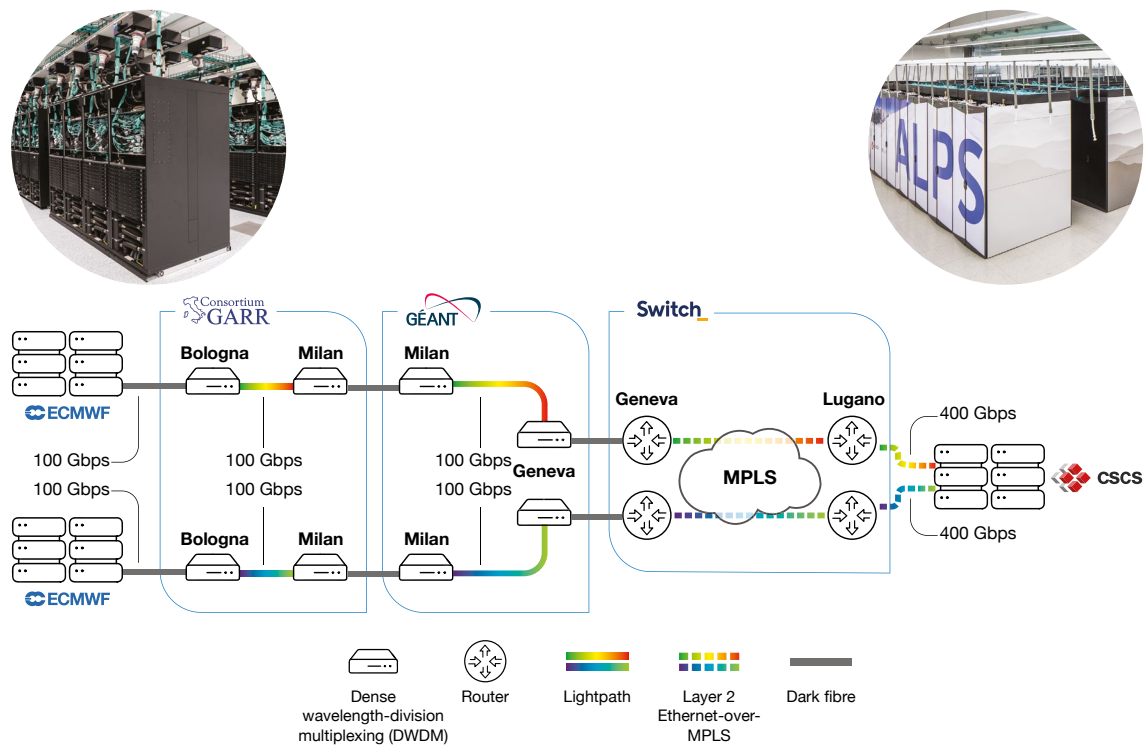 ALPS
Consortium
GARR
GÉANT
Switch_
Bologna
Milan
Milan
ECMWF
Geneva
Lugano
400 Gbps
100 Gbps
100 Gbps
100 Gbps
Geneva
100 Gbps
100 Gbps
100 Gbps
MPLS
CSCS
400 Gbps
Bologna
Milan
Milan
ECMWF
Dense
wavelength-division
multiplexing (DWDM)
Router
Lightpath
Layer 2
Ethernet-over-
MPLS
Dark fibre